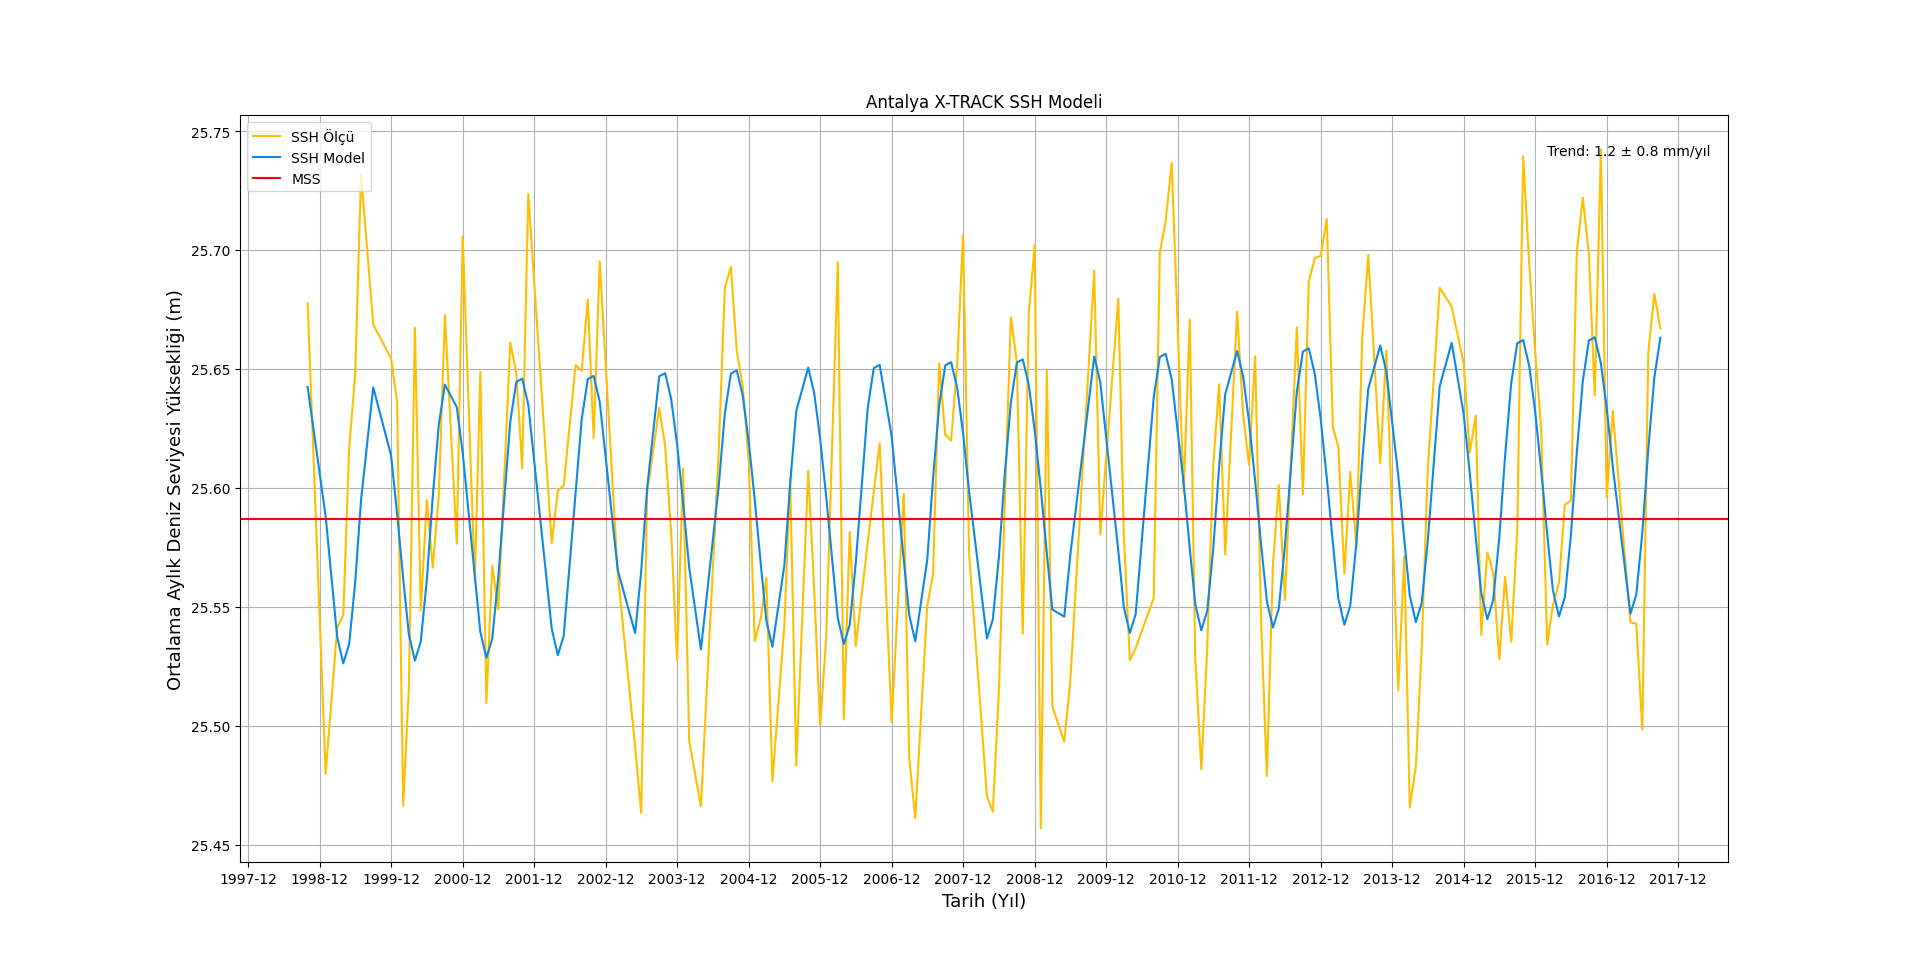 Antalya X-TRACK SSH Modeli
SSH Ölçü
SSH Model
MSS
Trend: 1.2 ± 0.8 mm/yıl
Ortalama Aylık Deniz Seviyesi Yüksekliği (m)
25.75
25.70
25.65
25.60
25.55
25.50
25.45
1997-12 1998-12 1999-12 2000-12 2001-12 2002-12 2003-12 2004-12 2005-12 2006-12 2007-12 2008-12 2009-12 2010-12 2011-12 2012-12 2013-12 2014-12 2015-12 2016-12 2017-12
Tarih (Yıl)